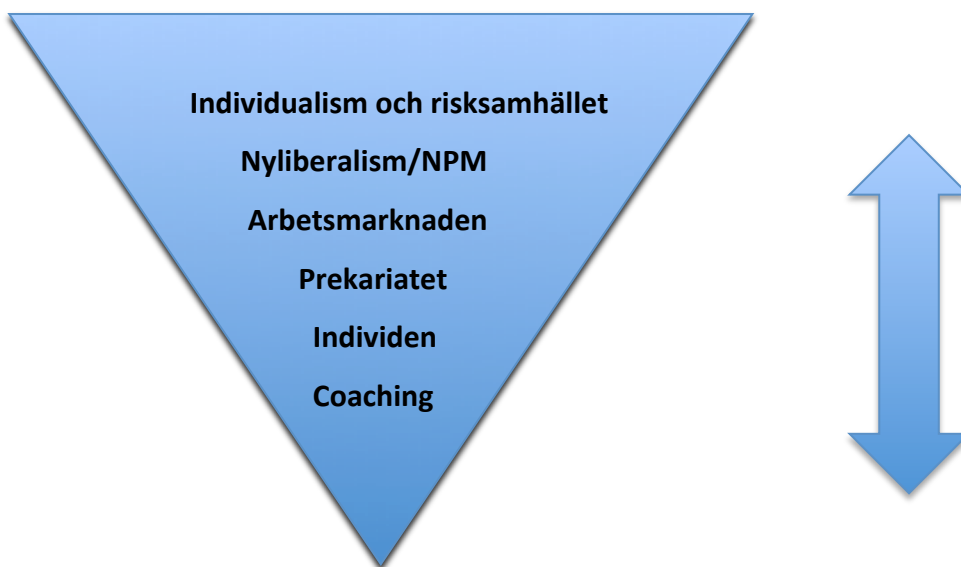 Individualism och risksamhället
Nyliberalism/NPM
Arbetsmarknaden
Prekariatet
Individen
Coaching